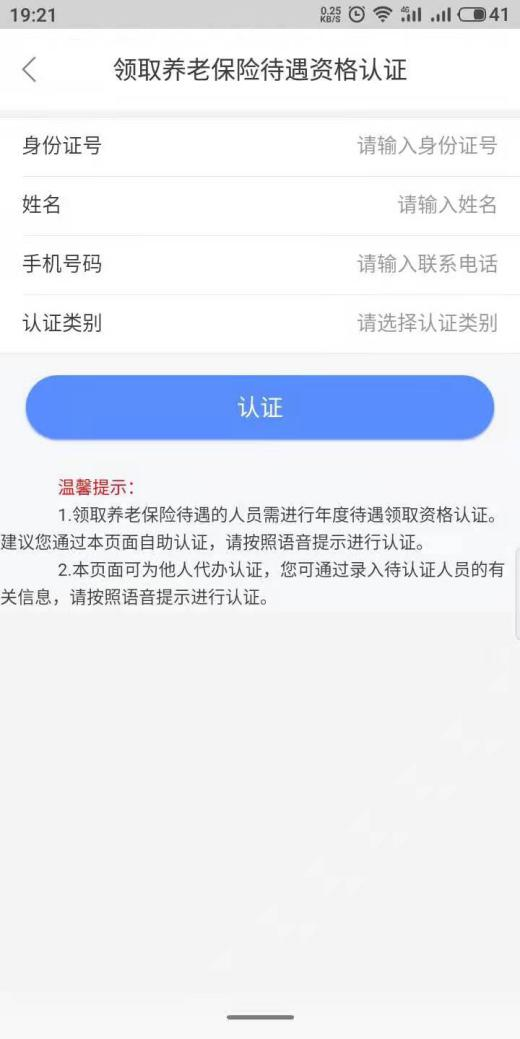 19:21
0.25 KB/S 4G 41
领取养老保险待遇资格认证
身份证号 请输入身份证号
姓名 请输入姓名
手机号码 请输入联系电话
认证类别 请选择认证类别
认证
温馨提示：
1.领取养老保险待遇的人员需进行年度待遇领取资格认证。
建议您通过本页面自助认证，请按照语音提示进行认证。
2.本页面可为他人代办认证，您可通过录入待认证人员的有
关信息，请按照语音提示进行认证。